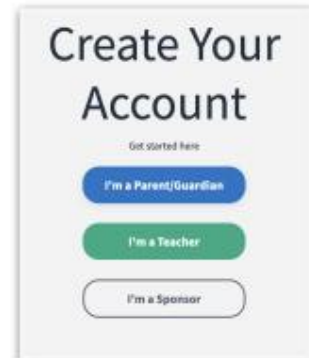 Create Your
Account
Get started here
I'm a Parent/Guardian
I'm a Teacher
I'm a Sponsor